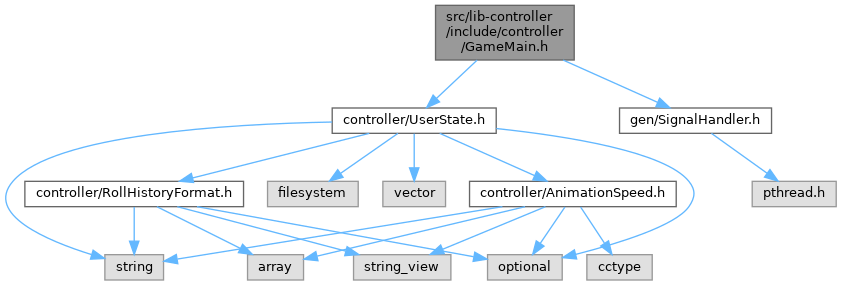 src/lib-controller
/include/controller
/GameMain.h
controller/UserState.h
gen/SignalHandler.h
controller/RollHistoryFormat.h
filesystem
vector
controller/AnimationSpeed.h
pthread.h
string
array
string_view
optional
cctype